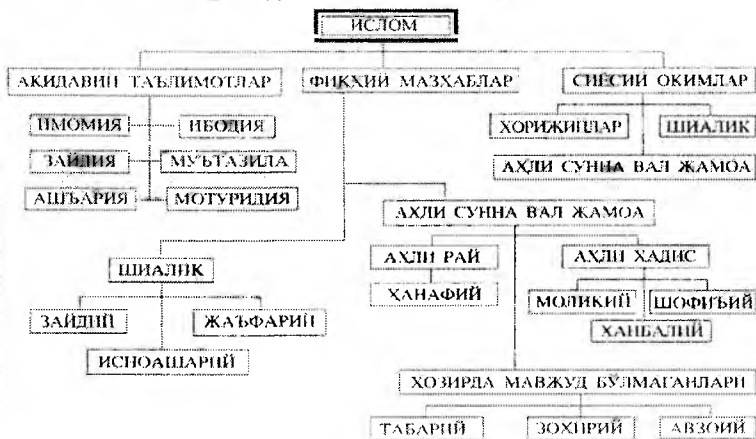 ИСЛОМ
АҚИДАВИЙ ТАЪЛИМОТЛАР ФИҚҲИЙ МАЗҲАБЛАР СИЁСИЙ ОҚИМЛАР
ИМОМИЯ ИБОДИЯ
ХОРИЖИЙЛАР ШИАЛИК
ЗАЙДИЯ МУЪТАЗИЛА
АҲЛИ СУННА ВАЛ ЖАМОА
АШЪАРИЯ МОТУРИДИЯ
АҲЛИ СУННА ВАЛ ЖАМОА
ШИАЛИК
АҲЛИ РАЙ АҲЛИ ҲАДИС
ҲАНАФИЙ
МОЛИКИЙ ШОФИЪИЙ
ЗАЙДИЙ ЖАЪФАРИЙ
ҲАНБАЛИЙ
ИСНОАШАРИЙ
ҲОЗИРДА МАВЖУД БЎЛМАГАНЛАРИ
ТАБАРИЙ ЗОҲИРИЙ АВЗОИЙ